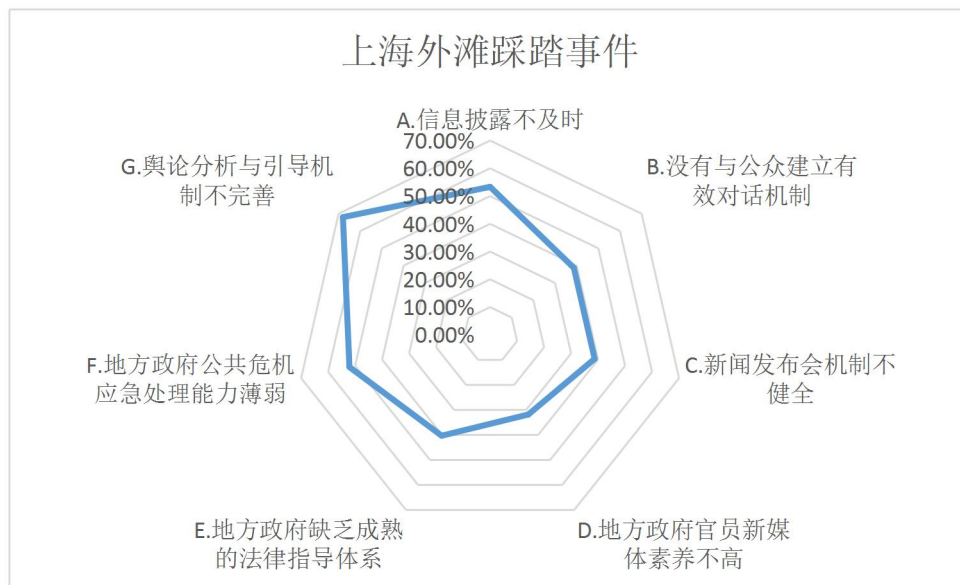 上海外滩踩踏事件
A.信息披露不及时
70.00%
60.00%
50.00%
40.00%
30.00%
20.00%
10.00%
0.00%
B.没有与公众建立有
效对话机制
C.新闻发布会机制不
健全
D.地方政府官员新媒
体素养不高
E.地方政府缺乏成熟
的法律指导体系
F.地方政府公共危机
应急处理能力薄弱
G.舆论分析与引导机
制不完善